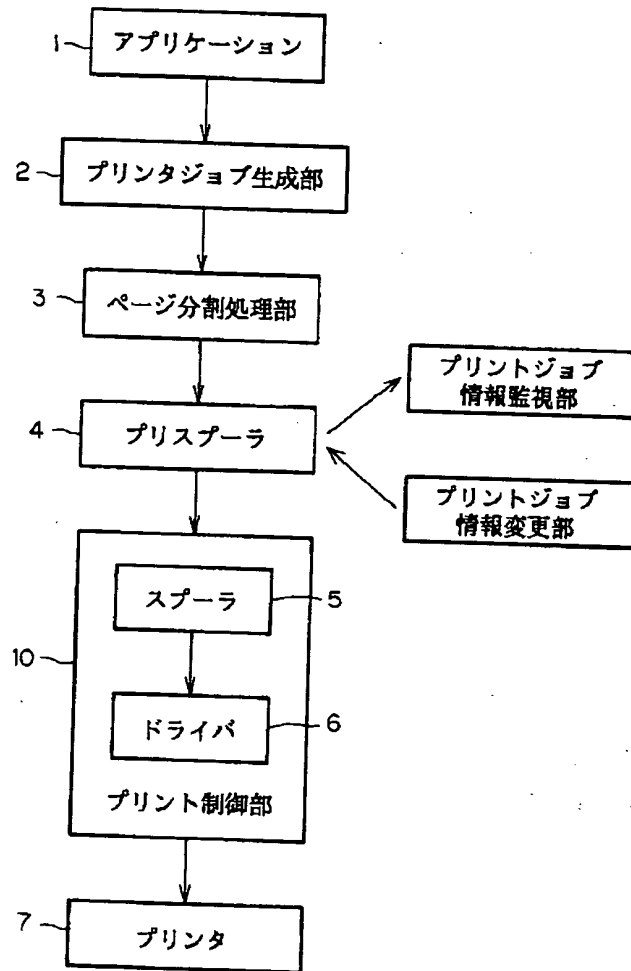 1
アプリケーション
2
プリンタジョブ生成部
3
ページ分割処理部
プリントジョブ
情報監視部
4
プリスプーラ
プリントジョブ
情報変更部
スプーラ
5
10
ドライバ
6
プリント制御部
7
プリンタ